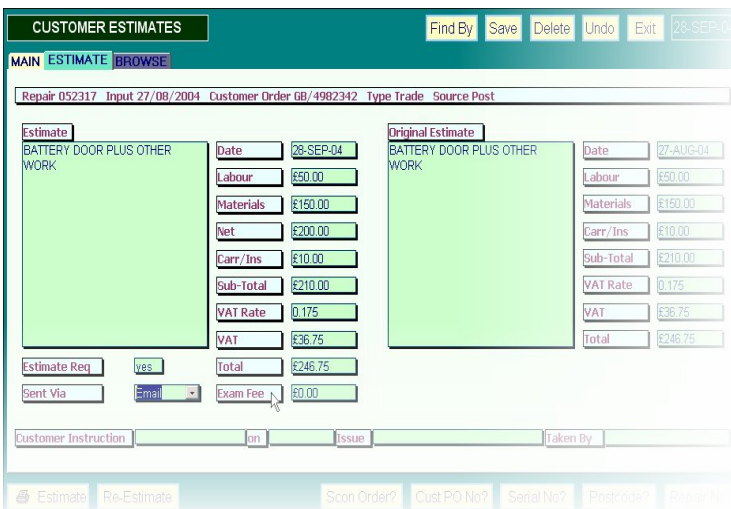 CUSTOMER ESTIMATES Find By Save Delete Undo Exit 28-SEP-0
MAIN ESTIMATE BROWSE
Repair 052317 Input 27/08/2004 Customer Order GB/4982342 Type Trade Source Post
Estimate Original Estimate
BATTERY DOOR PLUS OTHER Date 28-SEP-04 BATTERY DOOR PLUS OTHER Date 27-AUG-04
WORK WORK
Labour £50.00 Labour £50.00
Materials £150.00 Materials £150.00
Net £200.00
Carr/Ins £10.00 Carr/Ins £10.00
Sub-Total £210.00 Sub-Total £210.00
VAT Rate 0.175 VAT Rate 0.175
VAT £36.75 VAT £36.75
Estimate Req yes Total £246.75 Total £246.75
Sent Via Email Exam Fee £0.00
Customer Instruction on Issue Taken By
Estimate Re-Estimate Scon Order? Cust PO No? Serial No? Postcode?